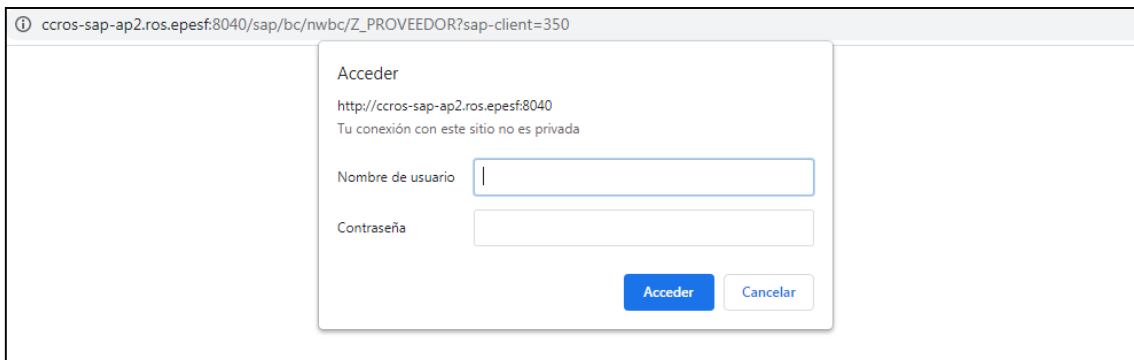 ccros-sap-ap2.ros.epesf:8040/sap/bc/nwbc/Z_PROVEEDOR?sap-client=350
Acceder
http://ccros-sap-ap2.ros.epesf:8040
Tu conexión con este sitio no es privada
Nombre de usuario
Contraseña
Acceder Cancelar